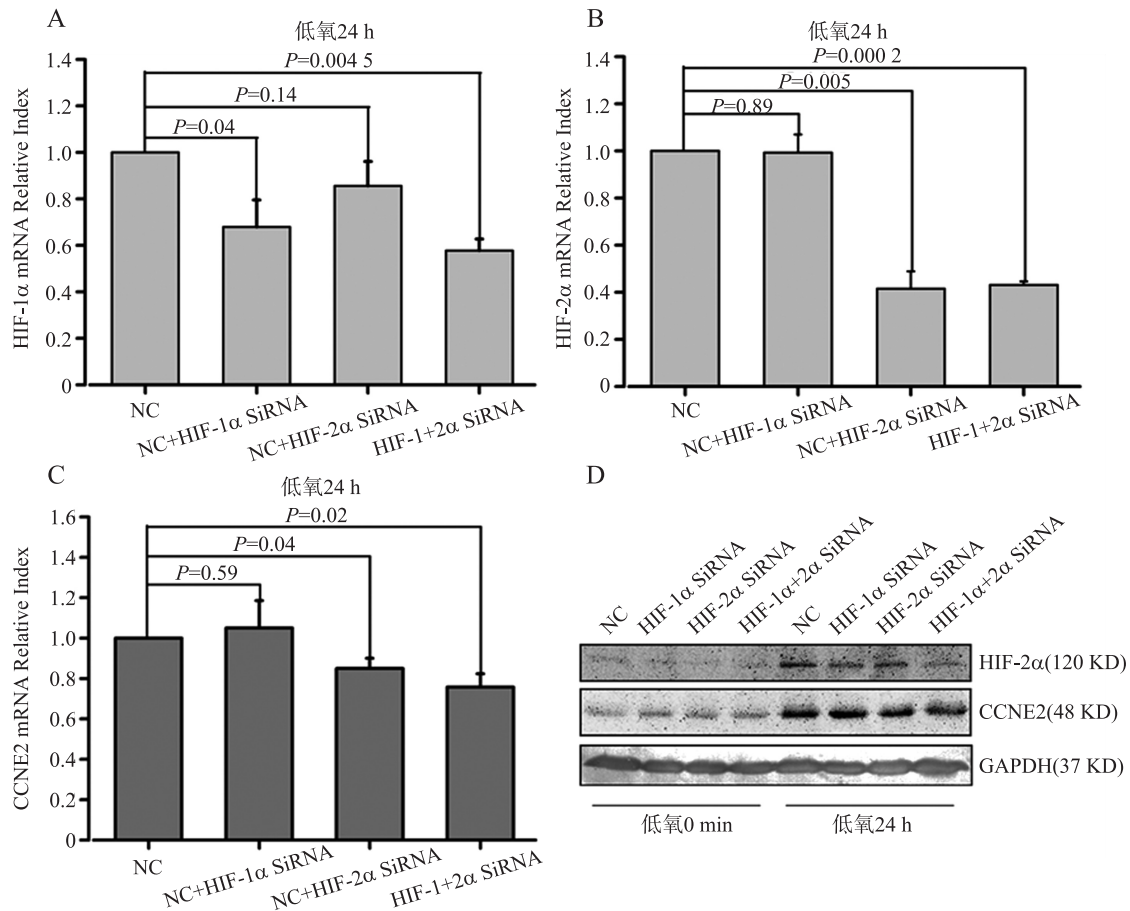 A
低氧24 h
P=0.004 5
P=0.14
P=0.04
HIF-1α mRNA Relative Index
1.4
1.2
1.0
0.8
0.6
0.4
0.2
0
NC
NC+HIF-1α SiRNA
NC+HIF-2α SiRNA
HIF-1+2α SiRNA
B
低氧24 h
P=0.000 2
P=0.005
P=0.89
HIF-2α mRNA Relative Index
1.4
1.2
1.0
0.8
0.6
0.4
0.2
0
NC
NC+HIF-1α SiRNA
NC+HIF-2α SiRNA
HIF-1+2α SiRNA
C
低氧24 h
P=0.02
P=0.04
P=0.59
CCNE2 mRNA Relative Index
1.6
1.4
1.2
1.0
0.8
0.6
0.4
0.2
0
NC
NC+HIF-1α SiRNA
NC+HIF-2α SiRNA
HIF-1+2α SiRNA
D
NC
HIF-1α SiRNA
HIF-2α SiRNA
HIF-1α+2α SiRNA
NC
HIF-1α SiRNA
HIF-2α SiRNA
HIF-1α+2α SiRNA
HIF-2α(120 KD)
CCNE2(48 KD)
GAPDH(37 KD)
低氧0 min
低氧24 h